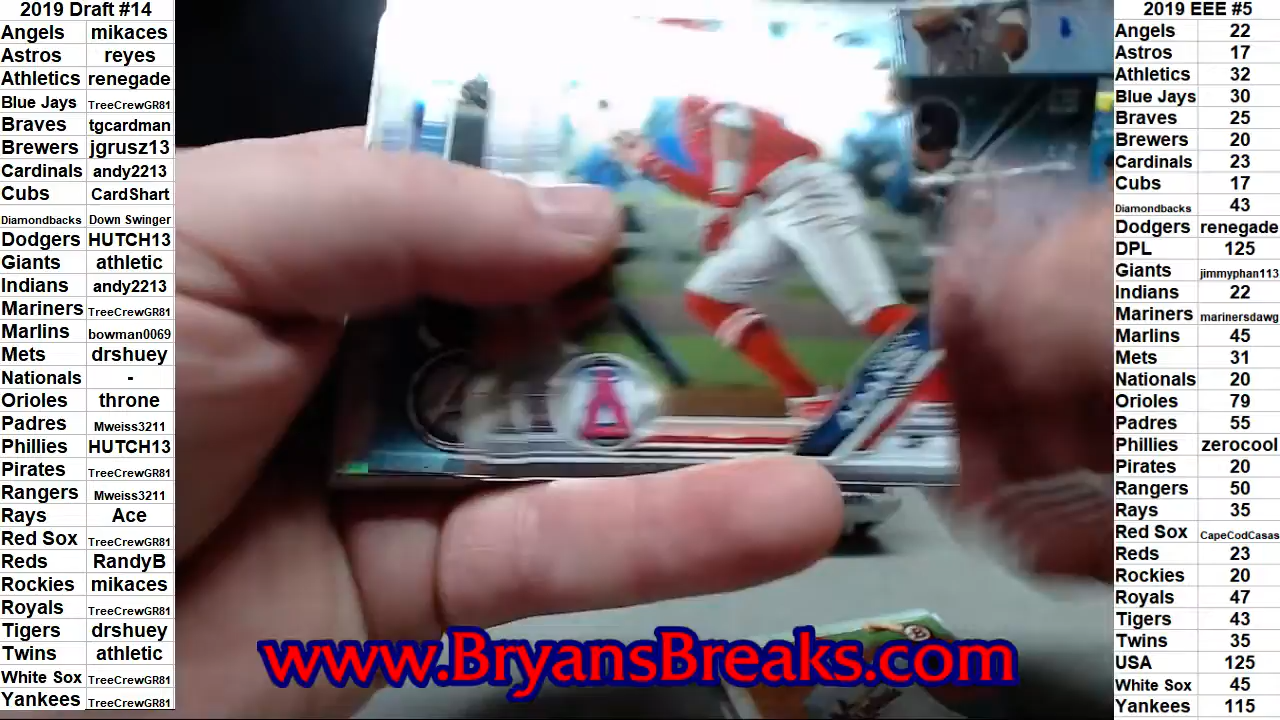 2019 Draft #14
Angels mikaces
Astros reyes
Athletics renegade
Blue Jays TreeCrewGR81
Braves tgcardman
Brewers jgrusz13
Cardinals andy2213
Cubs CardShart
Diamondbacks Down Swinger
Dodgers HUTCH13
Giants athletic
Indians andy2213
Mariners TreeCrewGR81
Marlins bowman0069
Mets drshuey
Nationals -
Orioles throne
Padres Mweiss3211
Phillies HUTCH13
Pirates TreeCrewGR81
Rangers Mweiss3211
Rays Ace
Red Sox TreeCrewGR81
Reds RandyB
Rockies mikaces
Royals TreeCrewGR81
Tigers drshuey
Twins athletic
White Sox TreeCrewGR81
Yankees TreeCrewGR81
A
www.BryansBreaks.com
2019 EEE #5
Angels 22
Astros 17
Athletics 32
Blue Jays 30
Braves 25
Brewers 20
Cardinals 23
Cubs 17
Diamondbacks 43
Dodgers renegade
DPL 125
Giants jimmyphan113
Indians 22
Mariners marinersdawg
Marlins 45
Mets 31
Nationals 20
Orioles 79
Padres 55
Phillies zerocool
Pirates 20
Rangers 50
Rays 35
Red Sox CapeCodCasas
Reds 23
Rockies 20
Royals 47
Tigers 43
Twins 35
USA 125
White Sox 45
Yankees 115